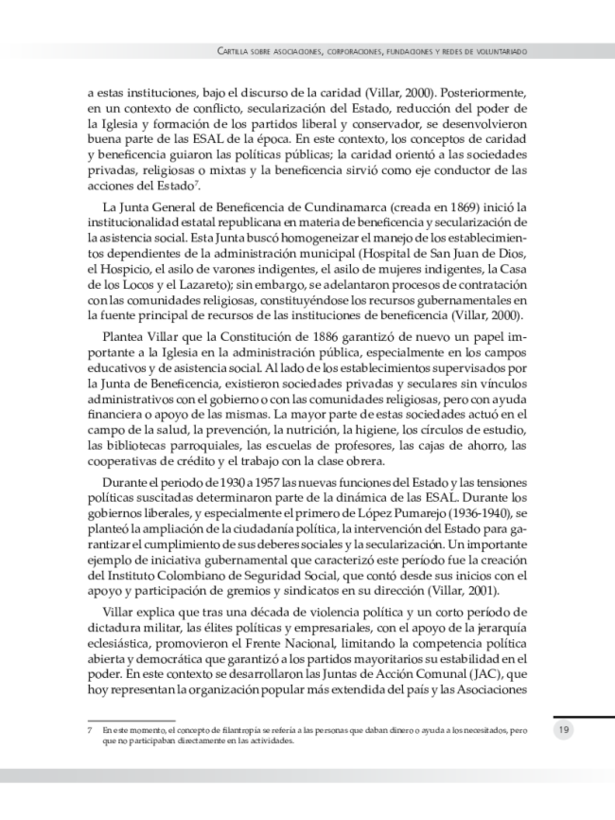 CARTILLA SOBRE ASOCIACIONES, CORPORACIONES, FUNDACIONES Y REDES DE VOLUNTARIADO
a estas instituciones, bajo el discurso de la caridad (Villar, 2000). Posteriormente,
en un contexto de conflicto, secularización del Estado, reducción del poder de
la Iglesia y formación de los partidos liberal y conservador, se desenvolvieron
buena parte de las ESAL de la época. En este contexto, los conceptos de caridad
y beneficencia guiaron las políticas públicas; la caridad orientó a las sociedades
privadas, religiosas o mixtas y la beneficencia sirvió como eje conductor de las
acciones del Estado⁷.
La Junta General de Beneficencia de Cundinamarca (creada en 1869) inició la
institucionalidad estatal republicana en materia de beneficencia y secularización de
la asistencia social. Esta Junta buscó homogeneizar el manejo de los establecimien-
tos dependientes de la administración municipal (Hospital de San Juan de Dios,
el Hospicio, el asilo de varones indigentes, el asilo de mujeres indigentes, la Casa
de los Locos y el Lazareto); sin embargo, se adelantaron procesos de contratación
con las comunidades religiosas, constituyéndose los recursos gubernamentales en
la fuente principal de recursos de las instituciones de beneficencia (Villar, 2000).
Plantea Villar que la Constitución de 1886 garantizó de nuevo un papel im-
portante a la Iglesia en la administración pública, especialmente en los campos
educativos y de asistencia social. Al lado de los establecimientos supervisados por
la Junta de Beneficencia, existieron sociedades privadas y seculares sin vínculos
administrativos con el gobierno o con las comunidades religiosas, pero con ayuda
financiera o apoyo de las mismas. La mayor parte de estas sociedades actuó en el
campo de la salud, la prevención, la nutrición, la higiene, los círculos de estudio,
las bibliotecas parroquiales, las escuelas de profesores, las cajas de ahorro, las
cooperativas de crédito y el trabajo con la clase obrera.
Durante el periodo de 1930 a 1957 las nuevas funciones del Estado y las tensiones
políticas suscitadas determinaron parte de la dinámica de las ESAL. Durante los
gobiernos liberales, y especialmente el primero de López Pumarejo (1936-1940), se
planteó la ampliación de la ciudadanía política, la intervención del Estado para ga-
rantizar el cumplimiento de sus deberes sociales y la secularización. Un importante
ejemplo de iniciativa gubernamental que caracterizó este período fue la creación
del Instituto Colombiano de Seguridad Social, que contó desde sus inicios con el
apoyo y participación de gremios y sindicatos en su dirección (Villar, 2001).
Villar explica que tras una década de violencia política y un corto período de
dictadura militar, las élites políticas y empresariales, con el apoyo de la jerarquía
eclesiástica, promovieron el Frente Nacional, limitando la competencia política
abierta y democrática que garantizó a los partidos mayoritarios su estabilidad en el
poder. En este contexto se desarrollaron las Juntas de Acción Comunal (JAC), que
hoy representan la organización popular más extendida del país y las Asociaciones
7 En este momento, el concepto de filantropía se refería a las personas que daban dinero o ayuda a los necesitados, pero
que no participaban directamente en las actividades.
19